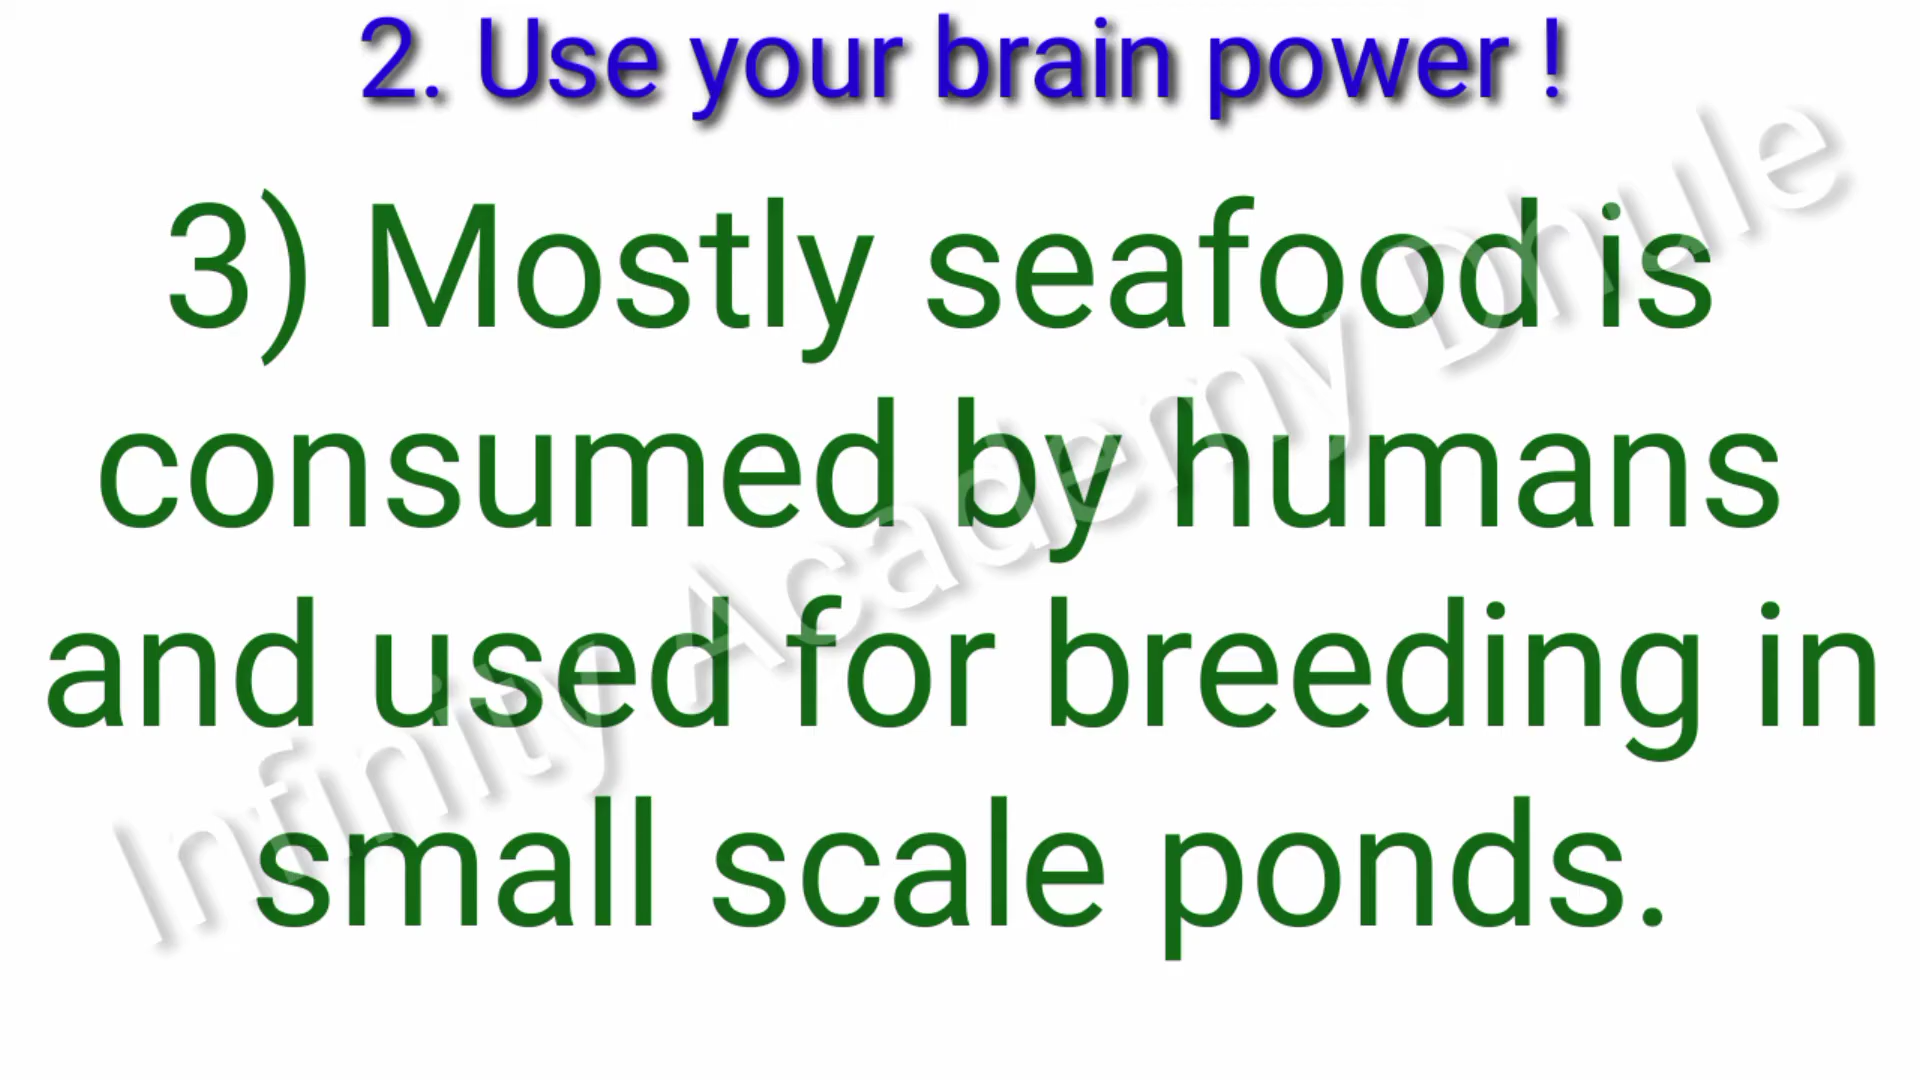 2. Use your brain power !
3) Mostly seafood is
consumed by humans
and used for breeding in
small scale ponds.
Infinity Academy Dhule